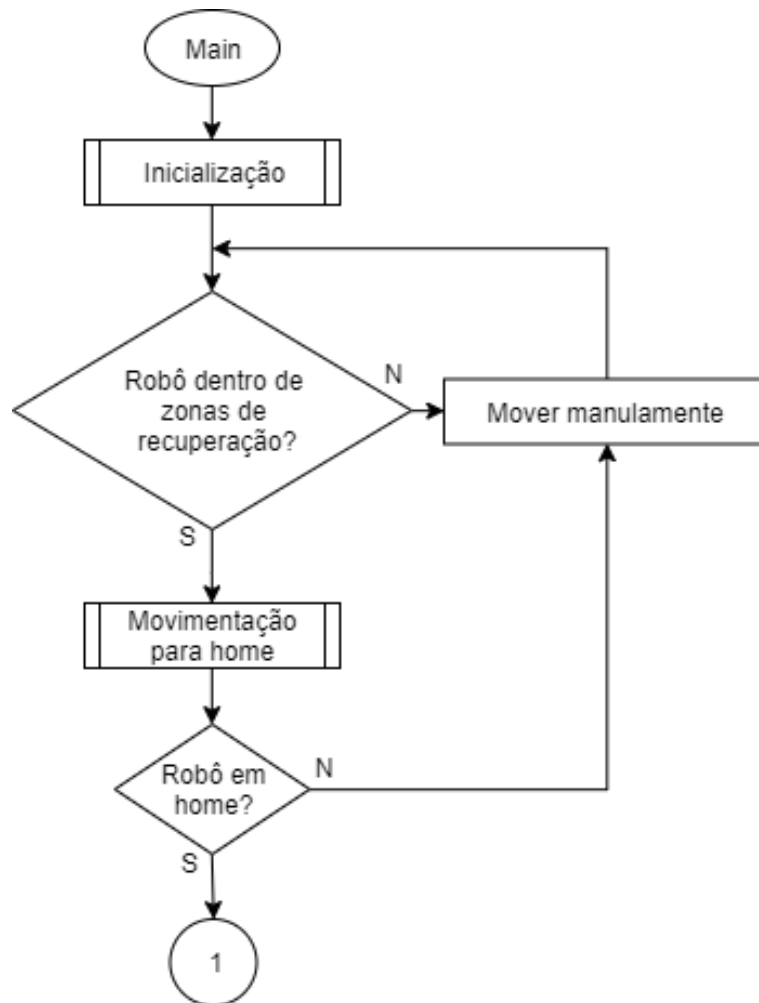 Main
Inicialização
Robô dentro de
zonas de
recuperação?
N
Mover manulamente
S
Movimentação
para home
Robô em
home?
N
S
1